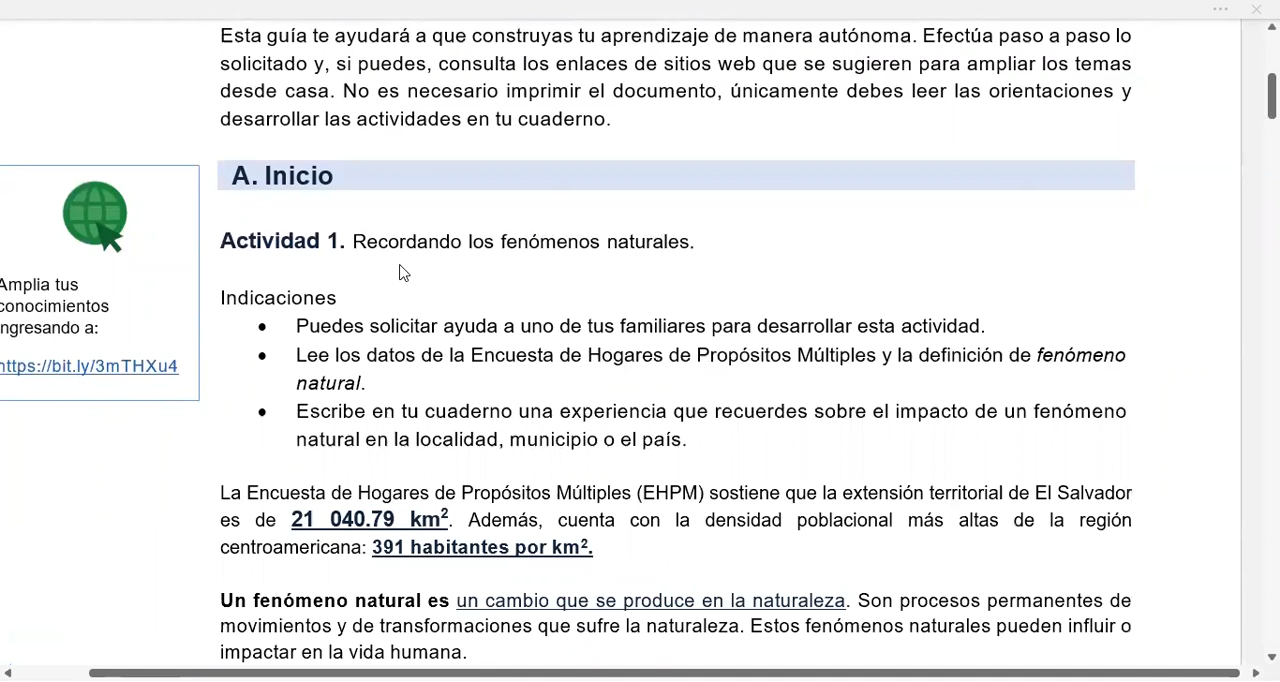 Esta guía te ayudará a que construyas tu aprendizaje de manera autónoma. Efectúa paso a paso lo
solicitado y, si puedes, consulta los enlaces de sitios web que se sugieren para ampliar los temas
desde casa. No es necesario imprimir el documento, únicamente debes leer las orientaciones y
desarrollar las actividades en tu cuaderno.
A. Inicio
Actividad 1. Recordando los fenómenos naturales.
Amplia tus
conocimientos
ngresando a:
https://bit.ly/3mTHXu4
Indicaciones
• Puedes solicitar ayuda a uno de tus familiares para desarrollar esta actividad.
• Lee los datos de la Encuesta de Hogares de Propósitos Múltiples y la definición de fenómeno
natural.
• Escribe en tu cuaderno una experiencia que recuerdes sobre el impacto de un fenómeno
natural en la localidad, municipio o el país.
La Encuesta de Hogares de Propósitos Múltiples (EHPM) sostiene que la extensión territorial de El Salvador
es de 21 040.79 km². Además, cuenta con la densidad poblacional más altas de la región
centroamericana: 391 habitantes por km².
Un fenómeno natural es un cambio que se produce en la naturaleza. Son procesos permanentes de
movimientos y de transformaciones que sufre la naturaleza. Estos fenómenos naturales pueden influir o
impactar en la vida humana.